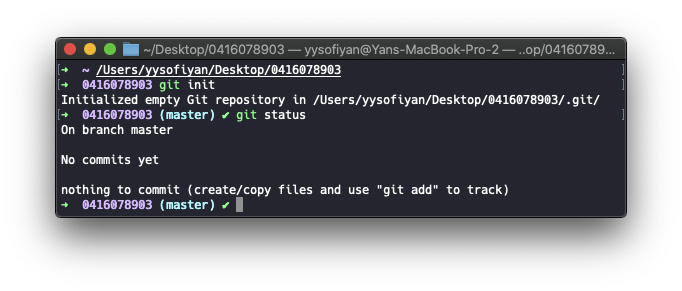 ~/Desktop/0416078903 — yysofiyan@Yans-MacBook-Pro-2 — ..op/04160789...
[➜ ~ /Users/yysofiyan/Desktop/0416078903 ]
[➜ 0416078903 git init ]
Initialized empty Git repository in /Users/yysofiyan/Desktop/0416078903/.git/
[➜ 0416078903 (master) ✔ git status ]
On branch master
No commits yet
nothing to commit (create/copy files and use "git add" to track)
➜ 0416078903 (master) ✔